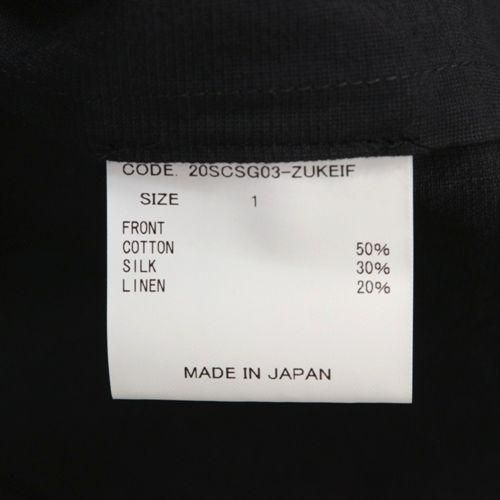 CODE. 20SCSG03-ZUKEIF
SIZE 1
FRONT
COTTON 50%
SILK 30%
LINEN 20%
MADE IN JAPAN